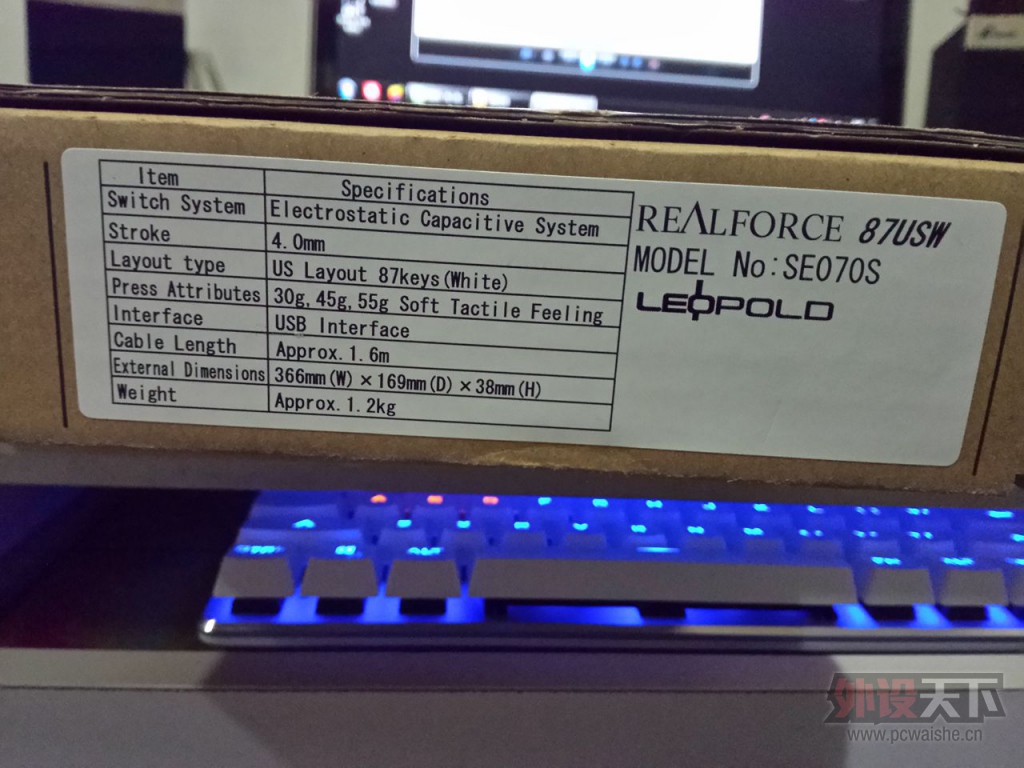 Item Specifications
Switch System Electrostatic Capacitive System
Stroke 4.0mm
Layout type US Layout 87keys(White)
Press Attributes 30g,45g,55g Soft Tactile Feeling
Interface USB Interface
Cable Length Approx.1.6m
External Dimensions 366mm(W)×169mm(D)×38mm(H)
Weight Approx.1.2kg
REALFORCE 87USW
MODEL No:SE070S
LEOPOLD
外设天下
www.pcwaishe.cn